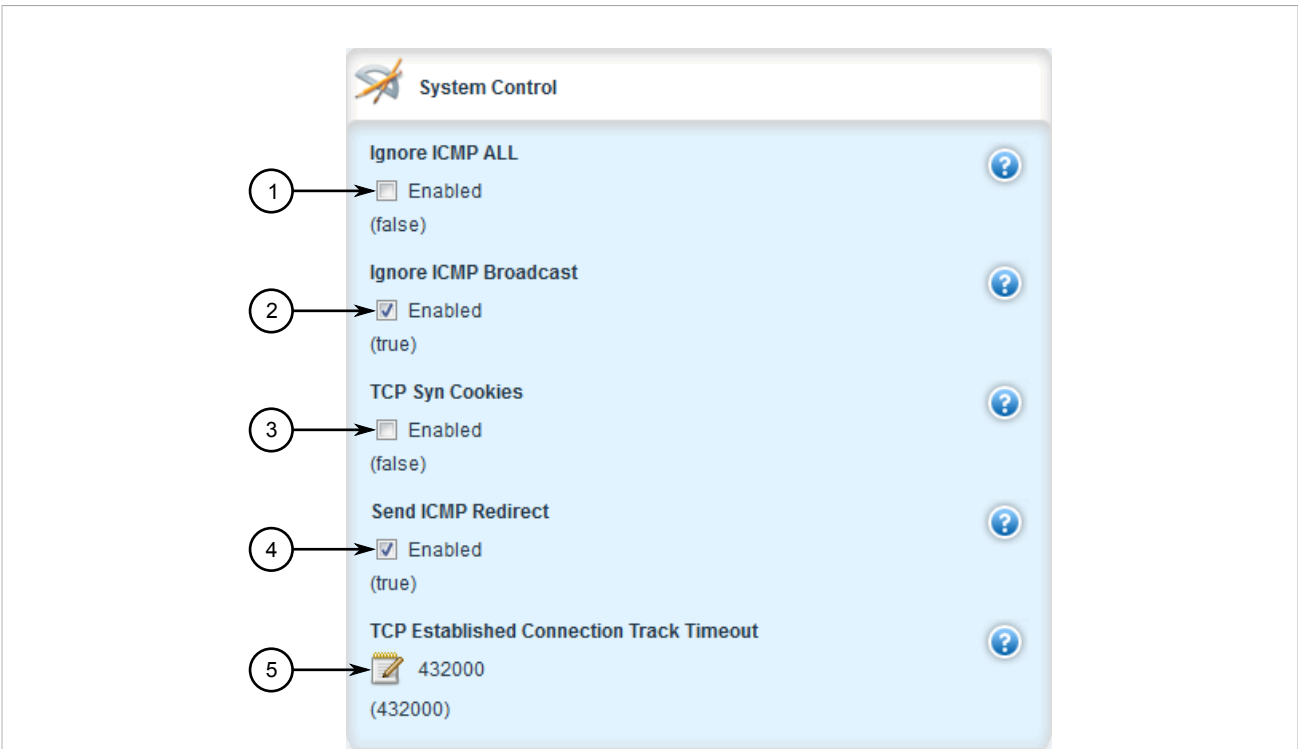 System Control
Ignore ICMP ALL
?
1
Enabled
(false)
Ignore ICMP Broadcast
?
2
Enabled
(true)
TCP Syn Cookies
?
3
Enabled
(false)
Send ICMP Redirect
?
4
Enabled
(true)
TCP Established Connection Track Timeout
?
5
432000
(432000)